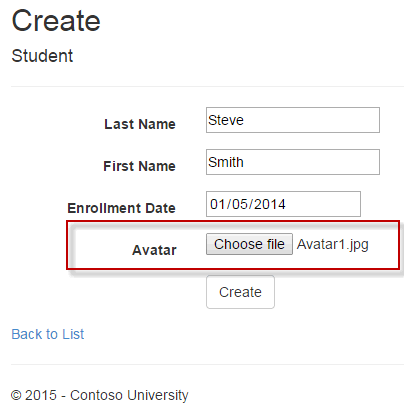 Create
Student
Last Name Steve
First Name Smith
Enrollment Date 01/05/2014
Avatar Choose file Avatar1.jpg
Create
Back to List
© 2015 - Contoso University